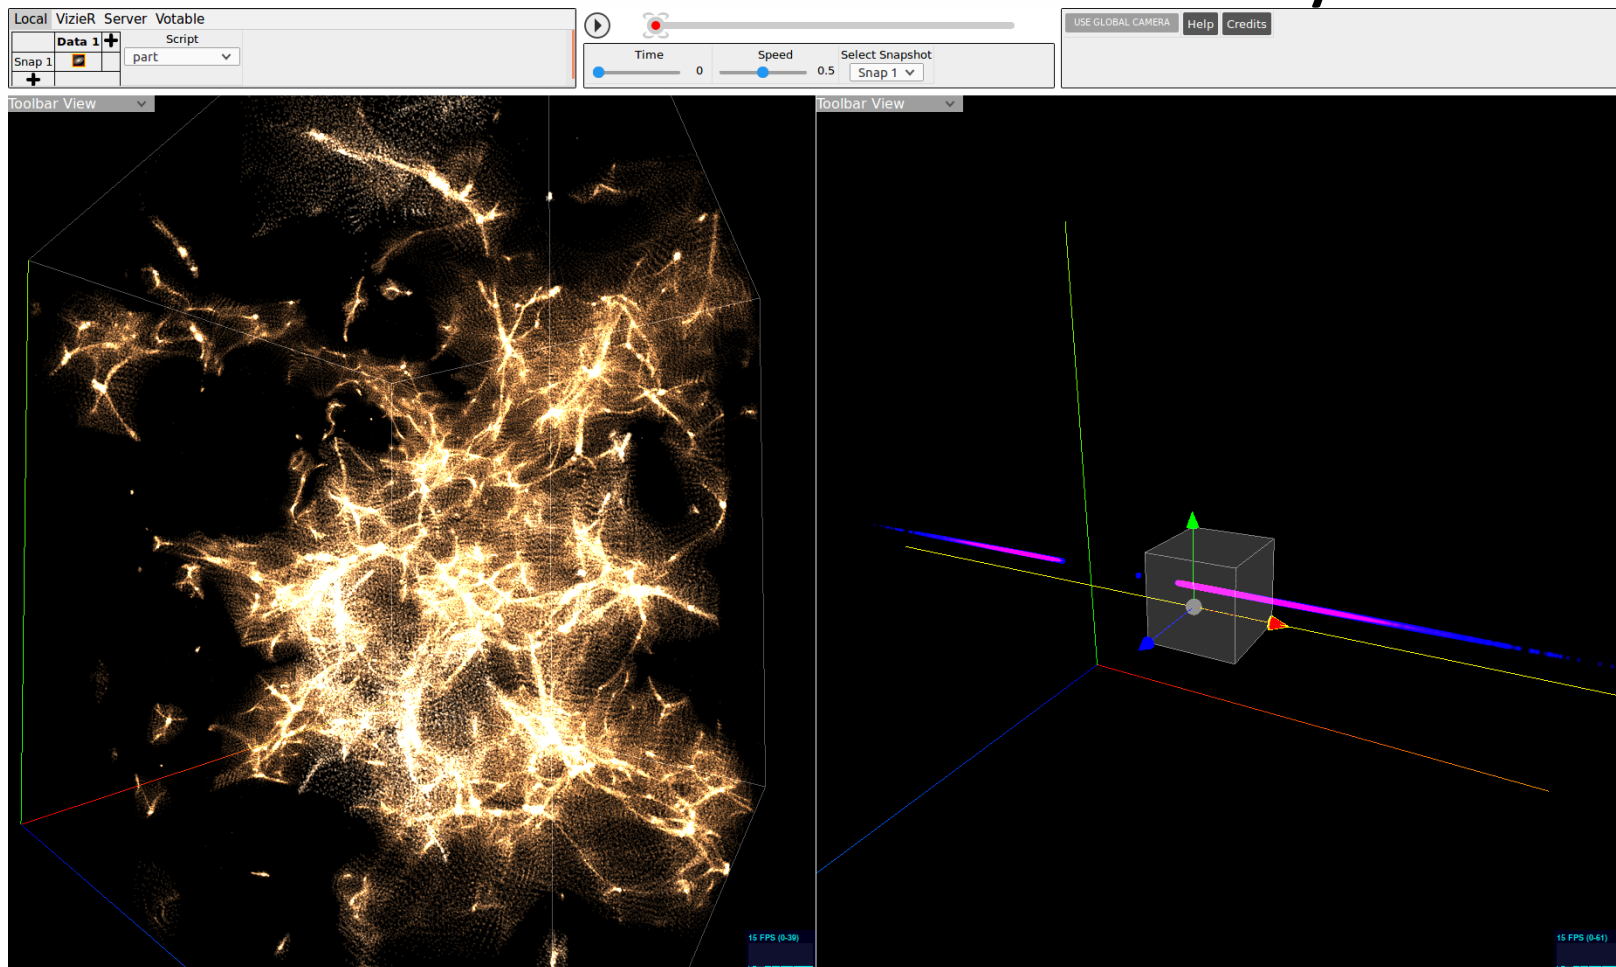 Local VizieR Server Votable
Data 1
Snap 1
Script
part
Time
0
Speed
0.5
Select Snapshot
Snap 1
USE GLOBAL CAMERA
Help
Credits
Toolbar View
Toolbar View
15 FPS (0-39)
15 FPS (0-61)